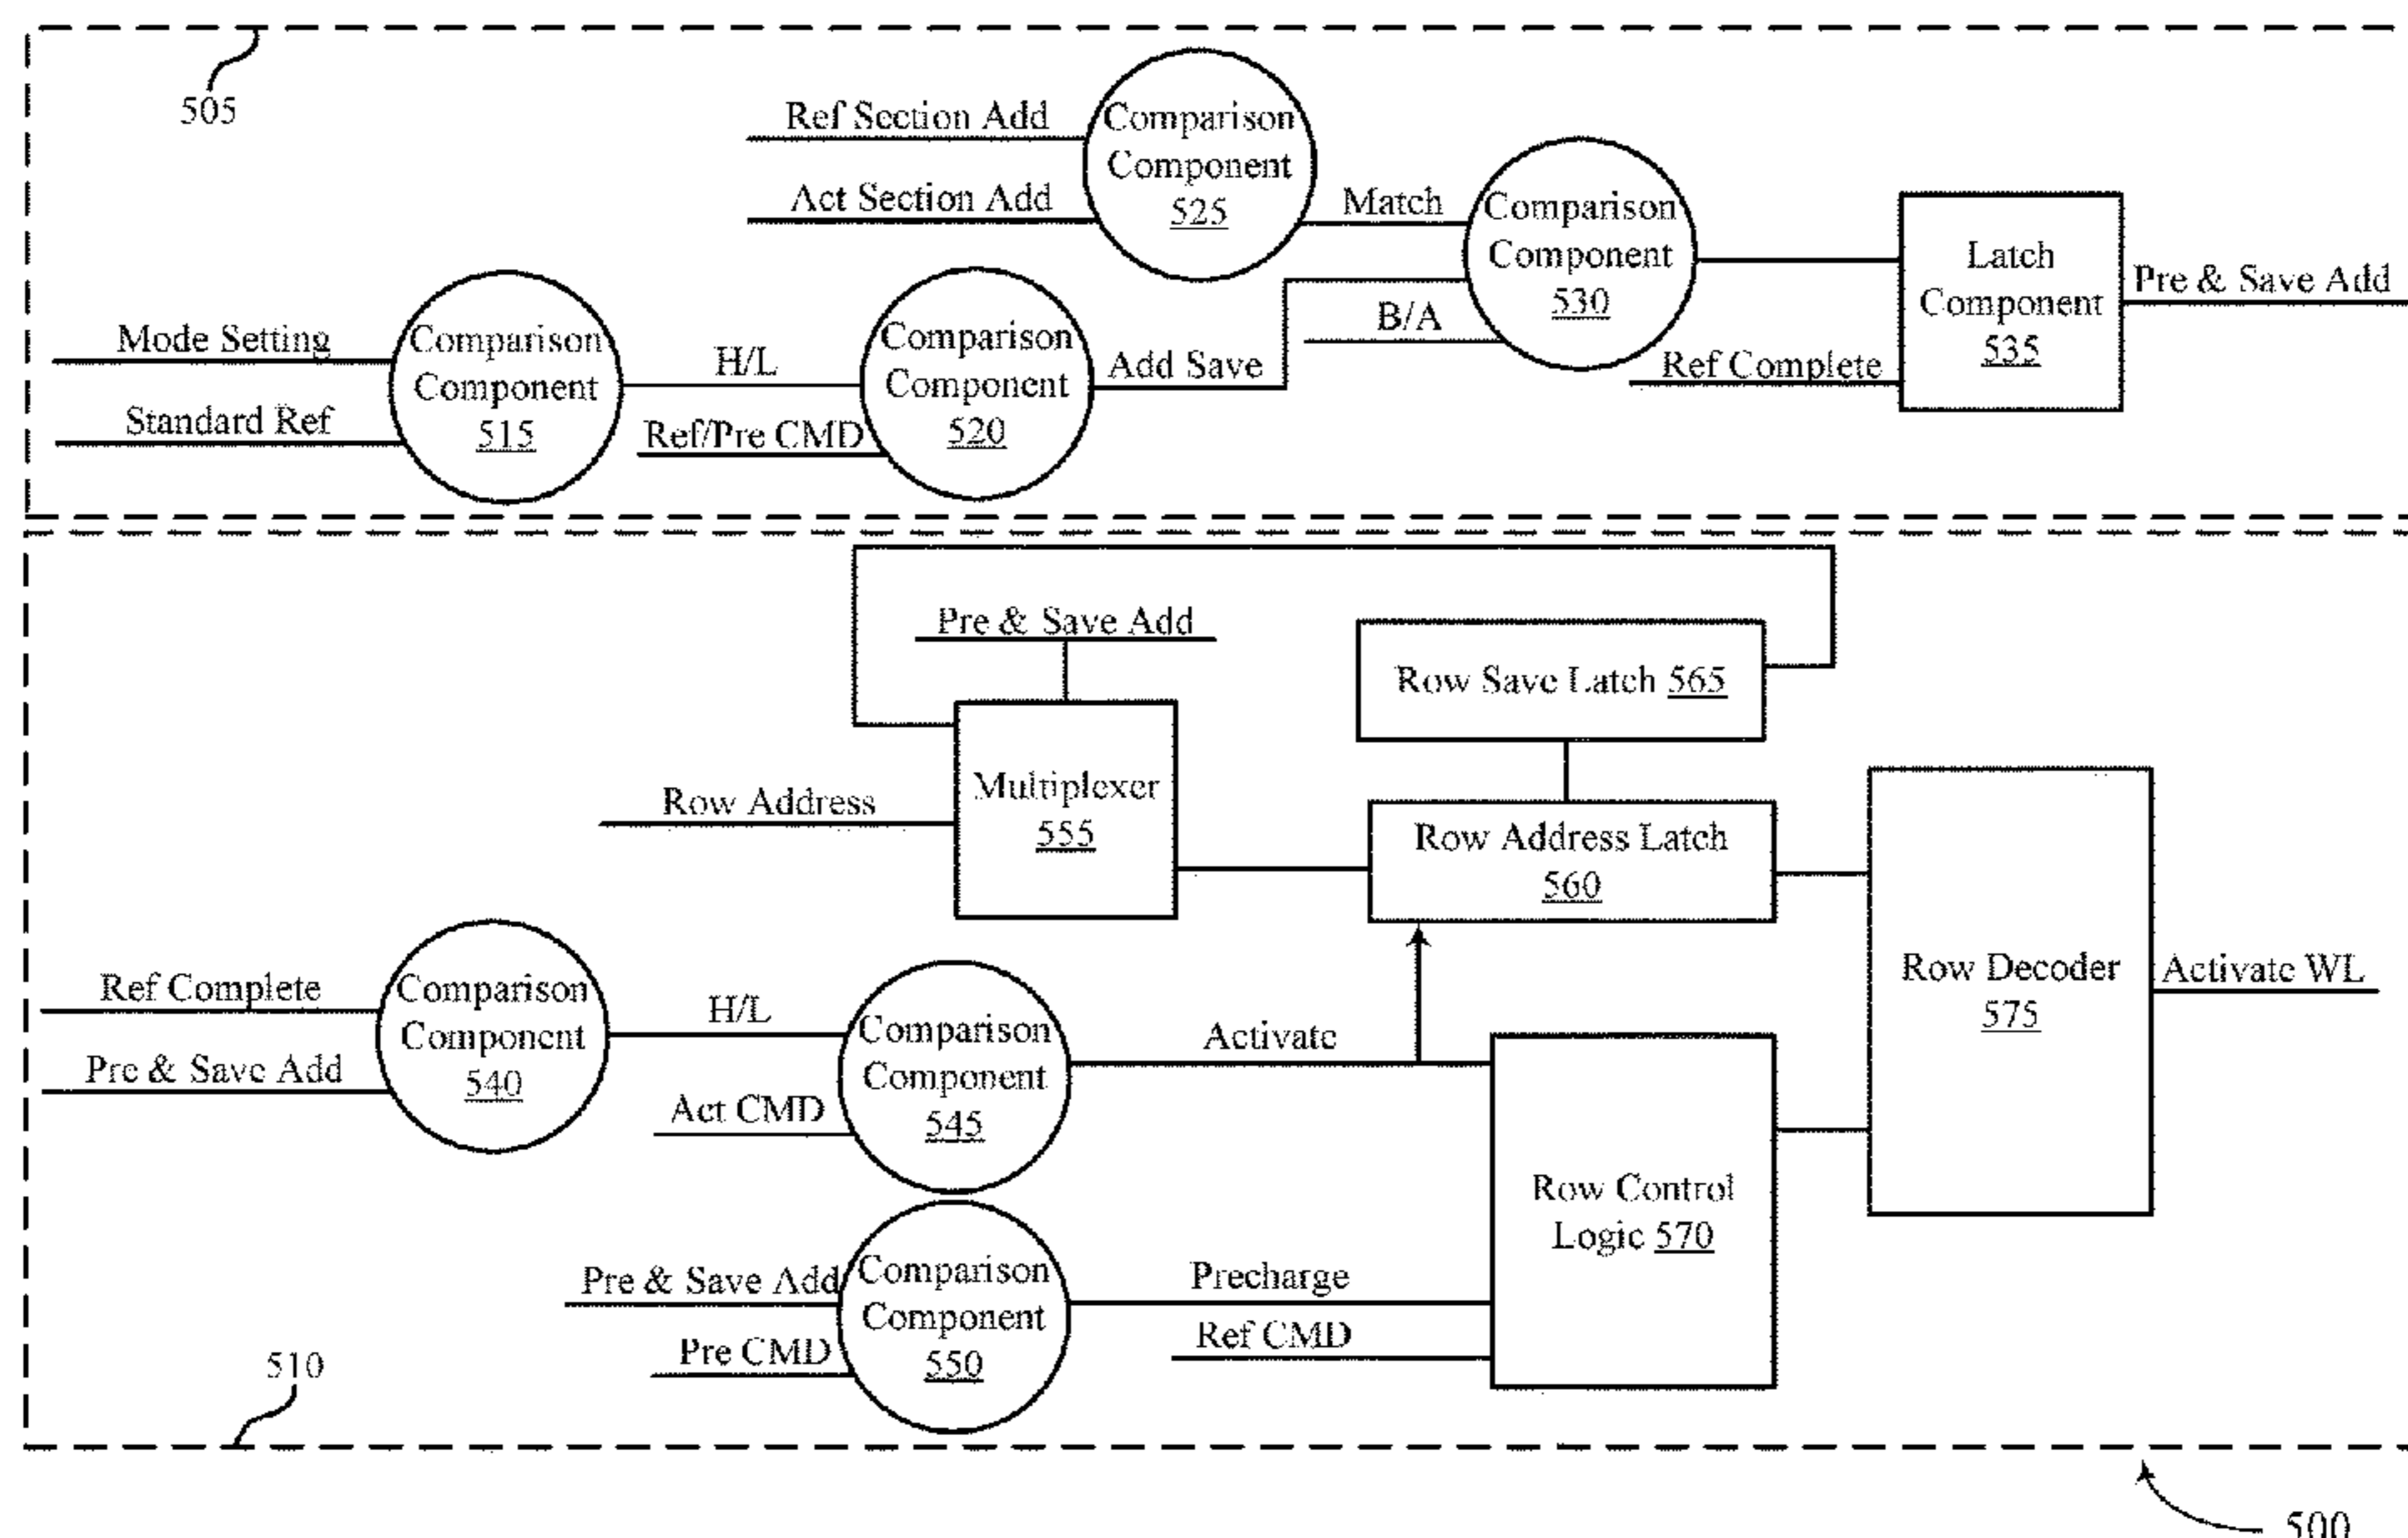 505
Ref Section Add
Act Section Add
Comparison
Component
525
Match
Comparison
Component
530
B/A
Latch
Component
535
Pre & Save Add
Ref Complete
Mode Setting
Standard Ref
Comparison
Component
515
H/L
Ref/Pre CMD
Comparison
Component
520
Add Save
Pre & Save Add
Row Save Latch 565
Row Address
Multiplexer
555
Row Address Latch
560
Row Decoder
575
Activate WL
Ref Complete
Pre & Save Add
Comparison
Component
540
H/L
Act CMD
Comparison
Component
545
Activate
Pre & Save Add
Pre CMD
Comparison
Component
550
Precharge
Ref CMD
Row Control
Logic 570
510
500